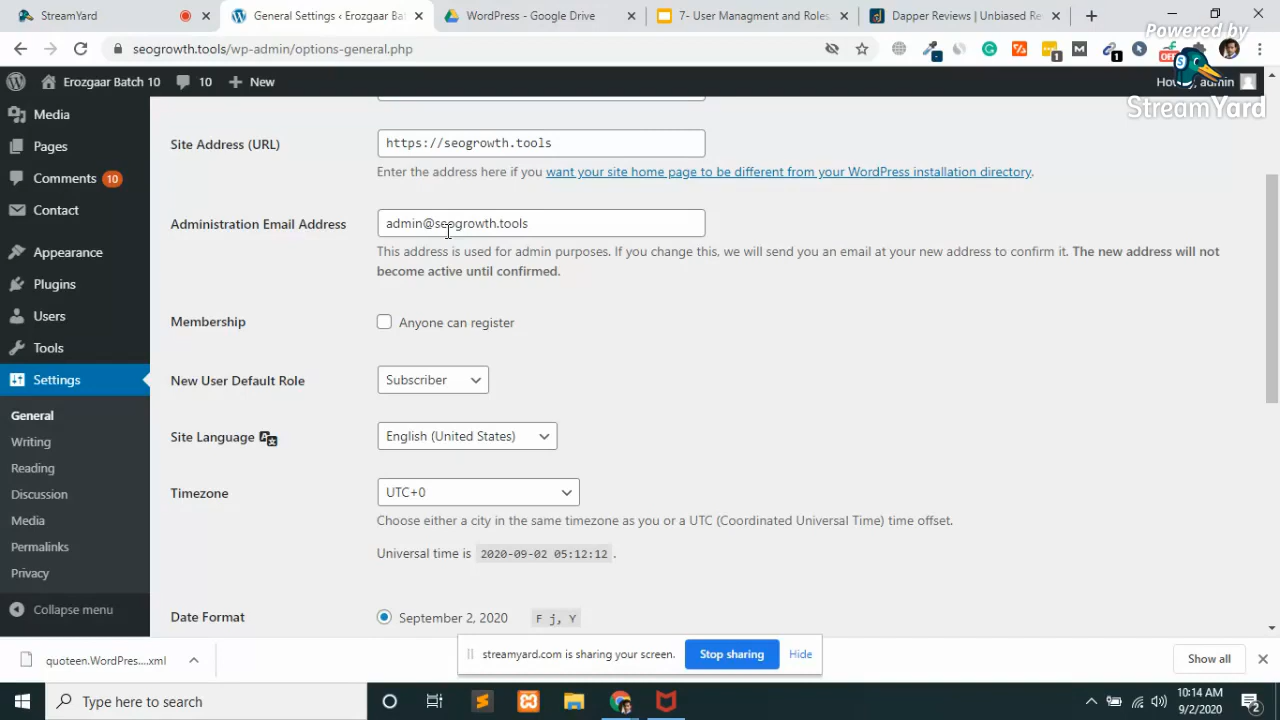 StreamYard
General Settings ‹ Erozgaar Bat
WordPress - Google Drive
7- User Managment and Roles
Dapper Reviews | Unbiased Re
seogrowth.tools/wp-admin/options-general.php
Powered by
StreamYard
Erozgaar Batch 10
10
New
admin
Media
Pages
Comments 10
Contact
Appearance
Plugins
Users
Tools
Settings
General
Writing
Reading
Discussion
Media
Permalinks
Privacy
Collapse menu
Site Address (URL)
https://seogrowth.tools
Enter the address here if you want your site home page to be different from your WordPress installation directory.
Administration Email Address
admin@seogrowth.tools
This address is used for admin purposes. If you change this, we will send you an email at your new address to confirm it. The new address will not
become active until confirmed.
Membership
Anyone can register
New User Default Role
Subscriber
Site Language
English (United States)
Timezone
UTC+0
Choose either a city in the same timezone as you or a UTC (Coordinated Universal Time) time offset.
Universal time is 2020-09-02 05:12:12 .
Date Format
September 2, 2020 F j, Y
streamyard.com is sharing your screen.
Stop sharing
Hide
quoteen.WordPres....xml
Show all
Type here to search
10:14 AM
9/2/2020
2